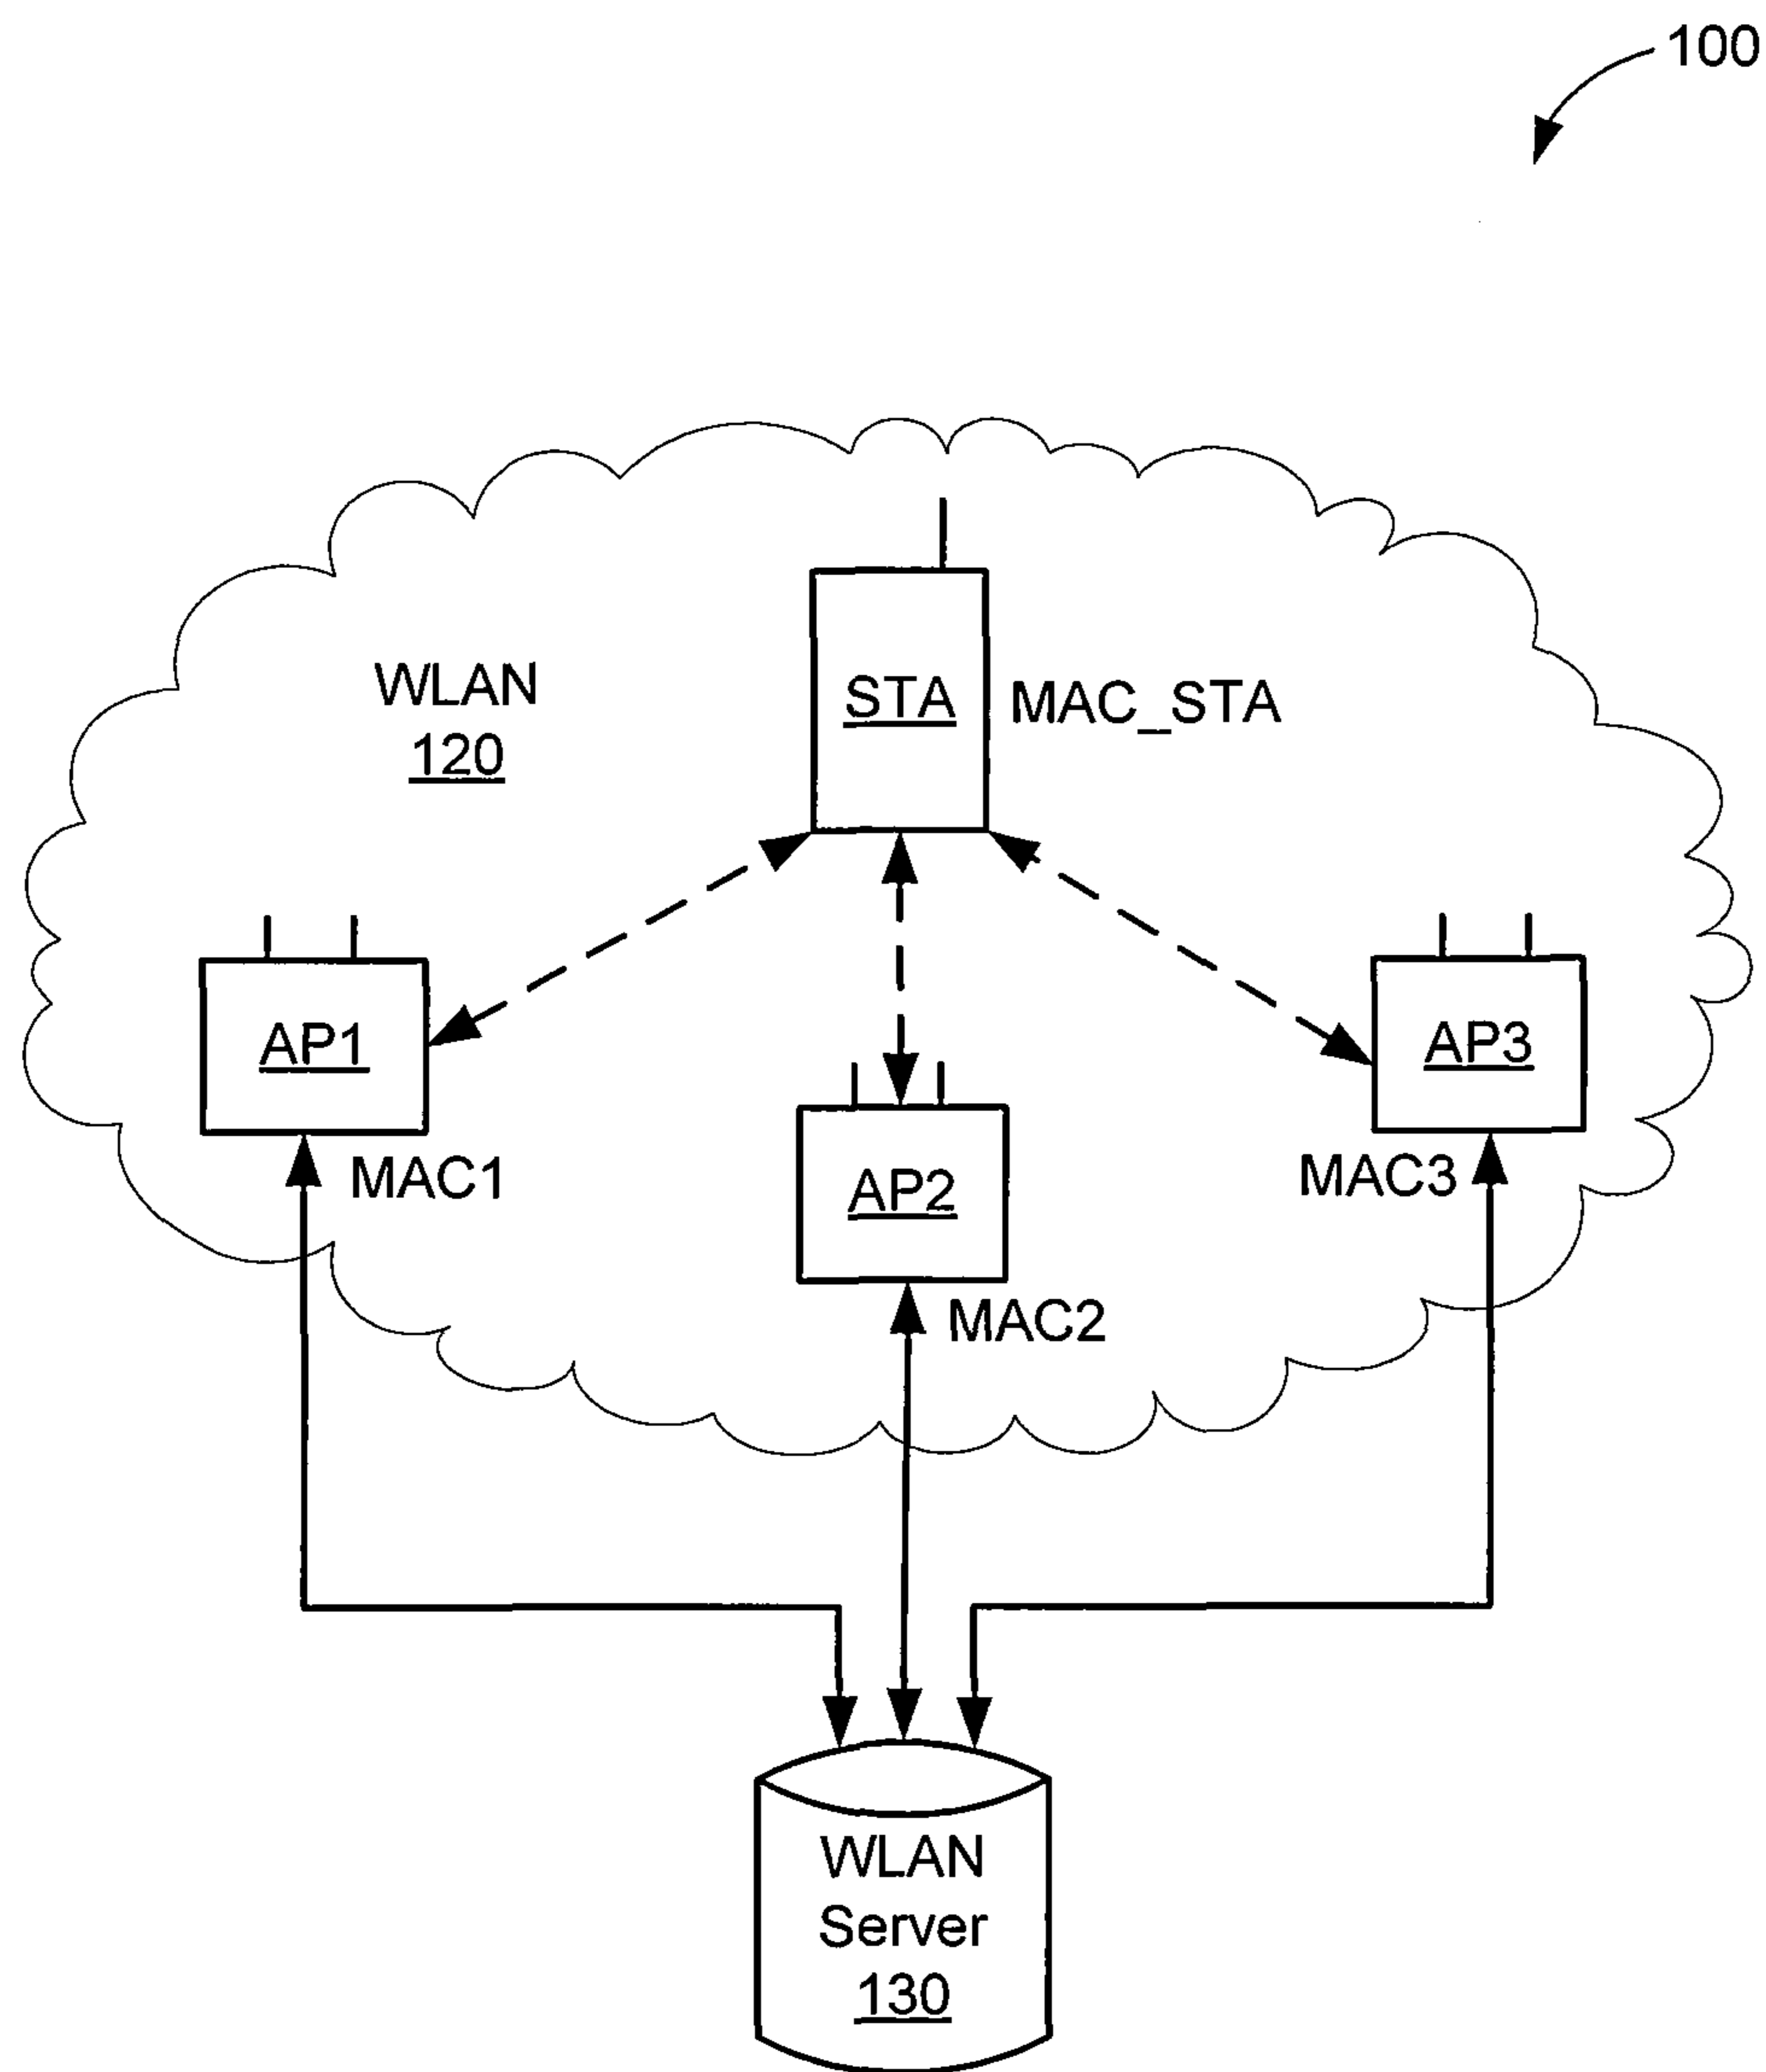 100
WLAN
120
STA
MAC_STA
AP1
AP3
MAC1
AP2
MAC3
MAC2
WLAN
Server
130